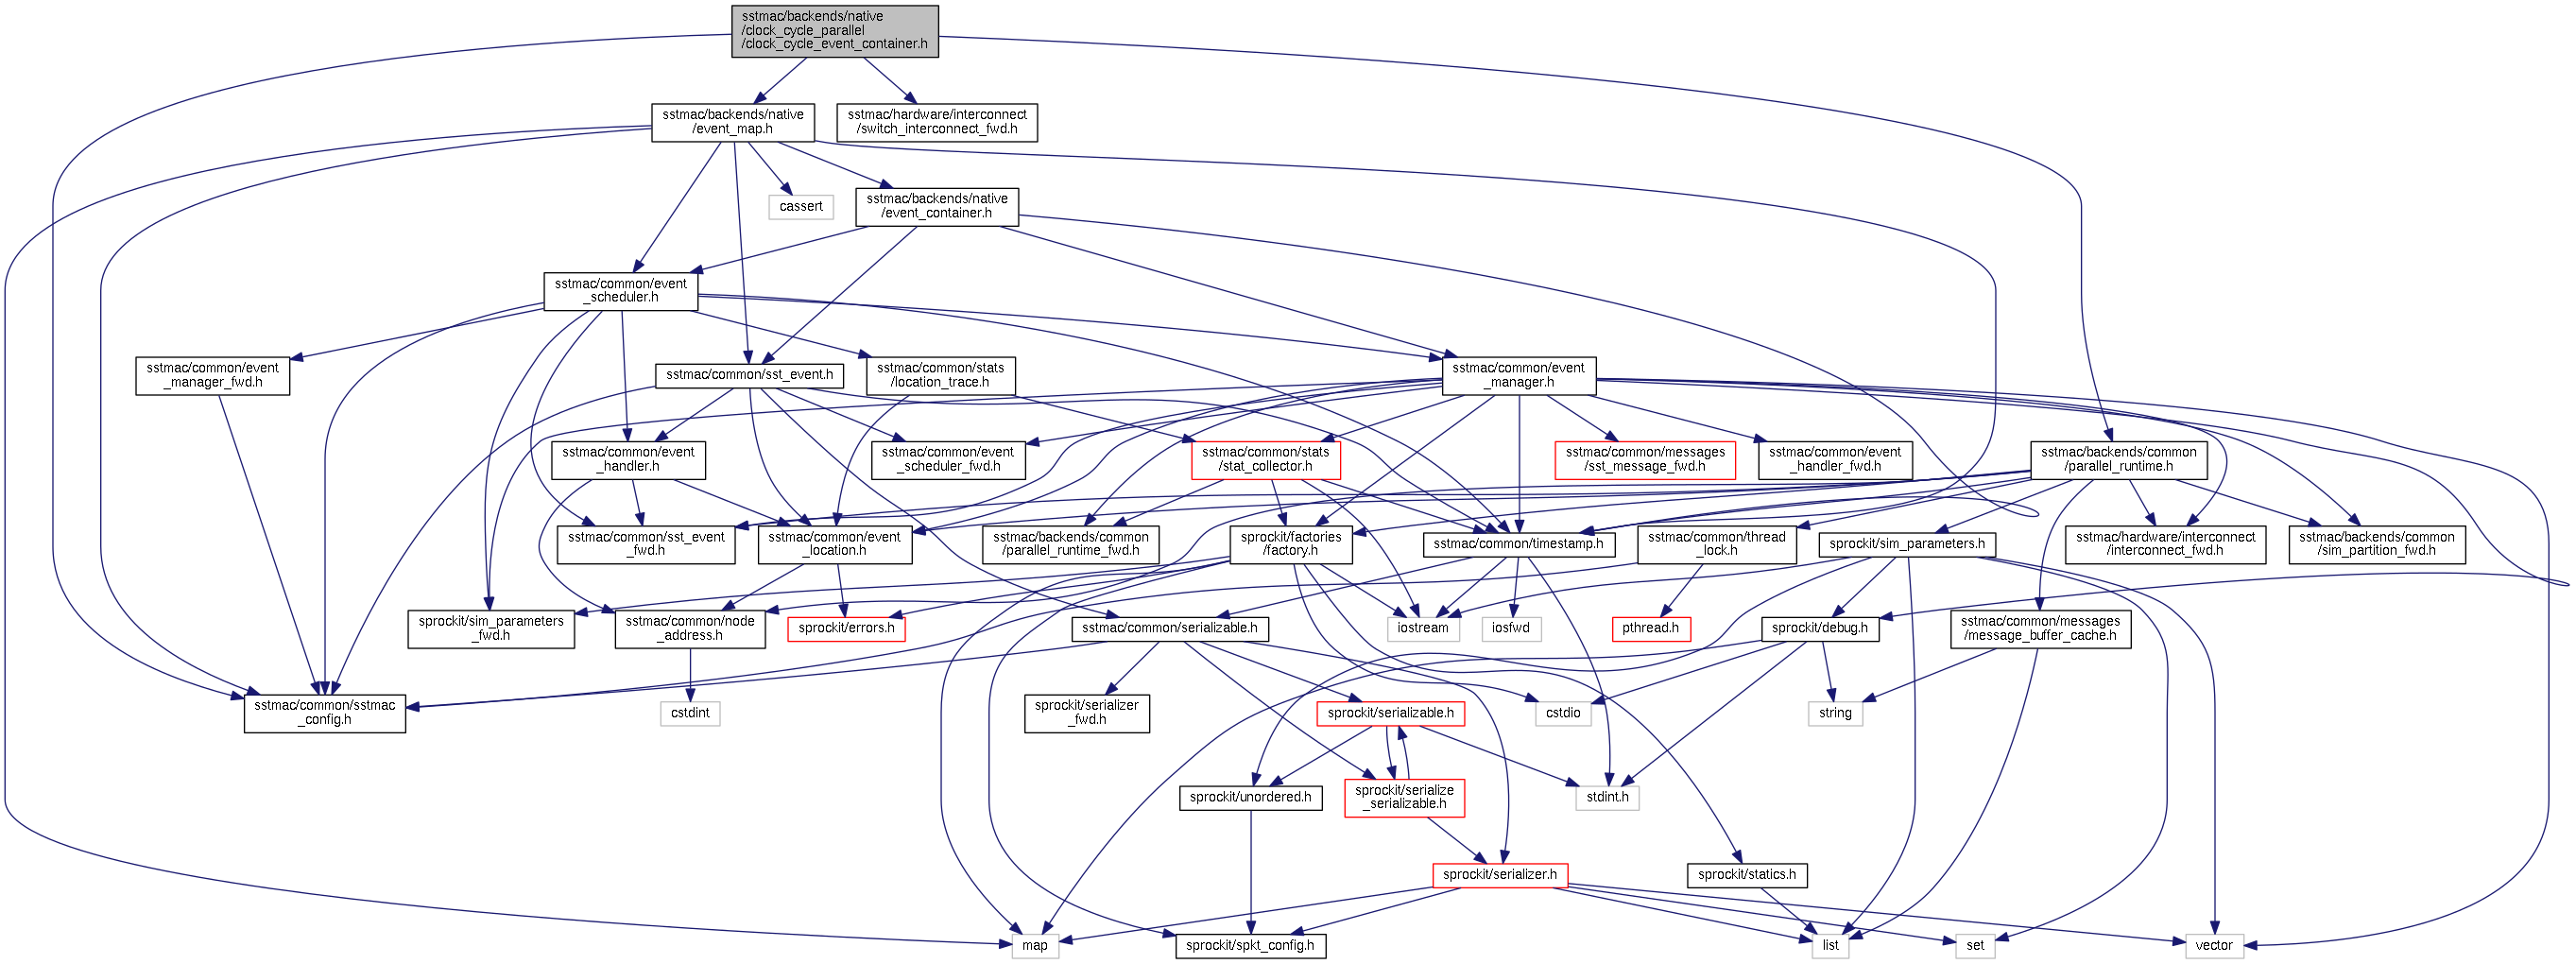 sstmac/backends/native
/clock_cycle_parallel
/clock_cycle_event_container.h
sstmac/backends/native
/event_map.h
sstmac/hardware/interconnect
/switch_interconnect_fwd.h
cassert
sstmac/backends/native
/event_container.h
sstmac/common/event
_scheduler.h
sstmac/common/event
_manager_fwd.h
sstmac/common/sst_event.h
sstmac/common/stats
/location_trace.h
sstmac/common/event
_manager.h
sstmac/common/event
_handler.h
sstmac/common/event
_scheduler_fwd.h
sstmac/common/stats
/stat_collector.h
sstmac/common/messages
/sst_message_fwd.h
sstmac/common/event
_handler_fwd.h
sstmac/backends/common
/parallel_runtime.h
sstmac/common/sst_event
_fwd.h
sstmac/common/event
_location.h
sstmac/backends/common
/parallel_runtime_fwd.h
sprockit/factories
/factory.h
sstmac/common/timestamp.h
sstmac/common/thread
_lock.h
sprockit/sim_parameters.h
sstmac/hardware/interconnect
/interconnect_fwd.h
sstmac/backends/common
/sim_partition_fwd.h
sprockit/sim_parameters
_fwd.h
sstmac/common/node
_address.h
sprockit/errors.h
sstmac/common/serializable.h
iostream
iosfwd
pthread.h
sprockit/debug.h
sstmac/common/messages
/message_buffer_cache.h
sstmac/common/sstmac
_config.h
cstdint
sprockit/serializer
_fwd.h
sprockit/serializable.h
cstdio
string
sprockit/unordered.h
sprockit/serialize
_serializable.h
stdint.h
sprockit/serializer.h
sprockit/statics.h
map
sprockit/spkt_config.h
list
set
vector